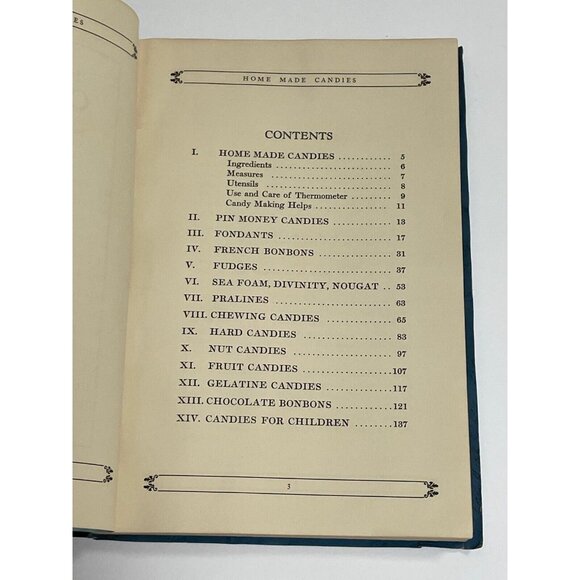 ES
HOME MADE CANDIES
CONTENTS
I. HOME MADE CANDIES ............ 5
Ingredients ............................ 6
Measures ............................ 7
Utensils ............................ 8
Use and Care of Thermometer ........ 9
Candy Making Helps ................ 11
II. PIN MONEY CANDIES ............ 13
III. FONDANTS ........................ 17
IV. FRENCH BONBONS ................ 31
V. FUDGES ............................ 37
VI. SEA FOAM, DIVINITY, NOUGAT .. 53
VII. PRALINES ........................ 63
VIII. CHEWING CANDIES ............ 65
IX. HARD CANDIES .................... 83
X. NUT CANDIES ...................... 97
XI. FRUIT CANDIES .................. 107
XII. GELATINE CANDIES .............. 117
XIII. CHOCOLATE BONBONS .......... 121
XIV. CANDIES FOR CHILDREN ........ 137
3